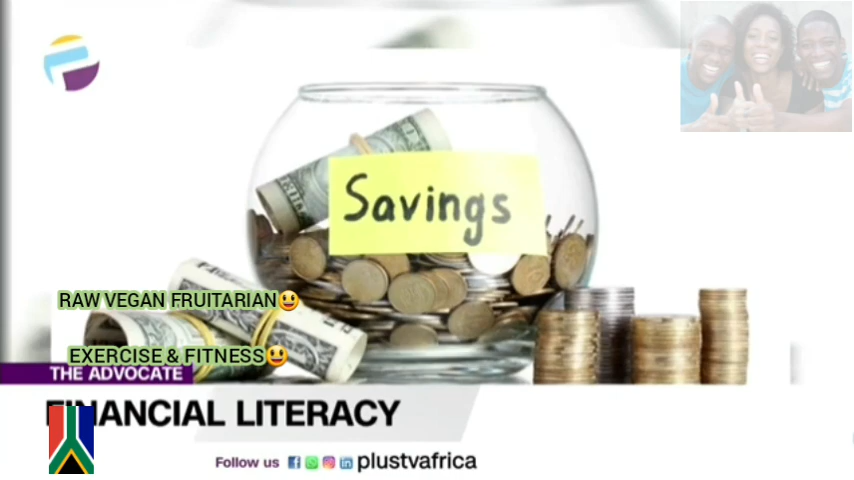 Savings
RAW VEGAN FRUITARIAN😃
EXERCISE & FITNESS😃
THE ADVOCATE
FINANCIAL LITERACY
Follow us plustvafrica